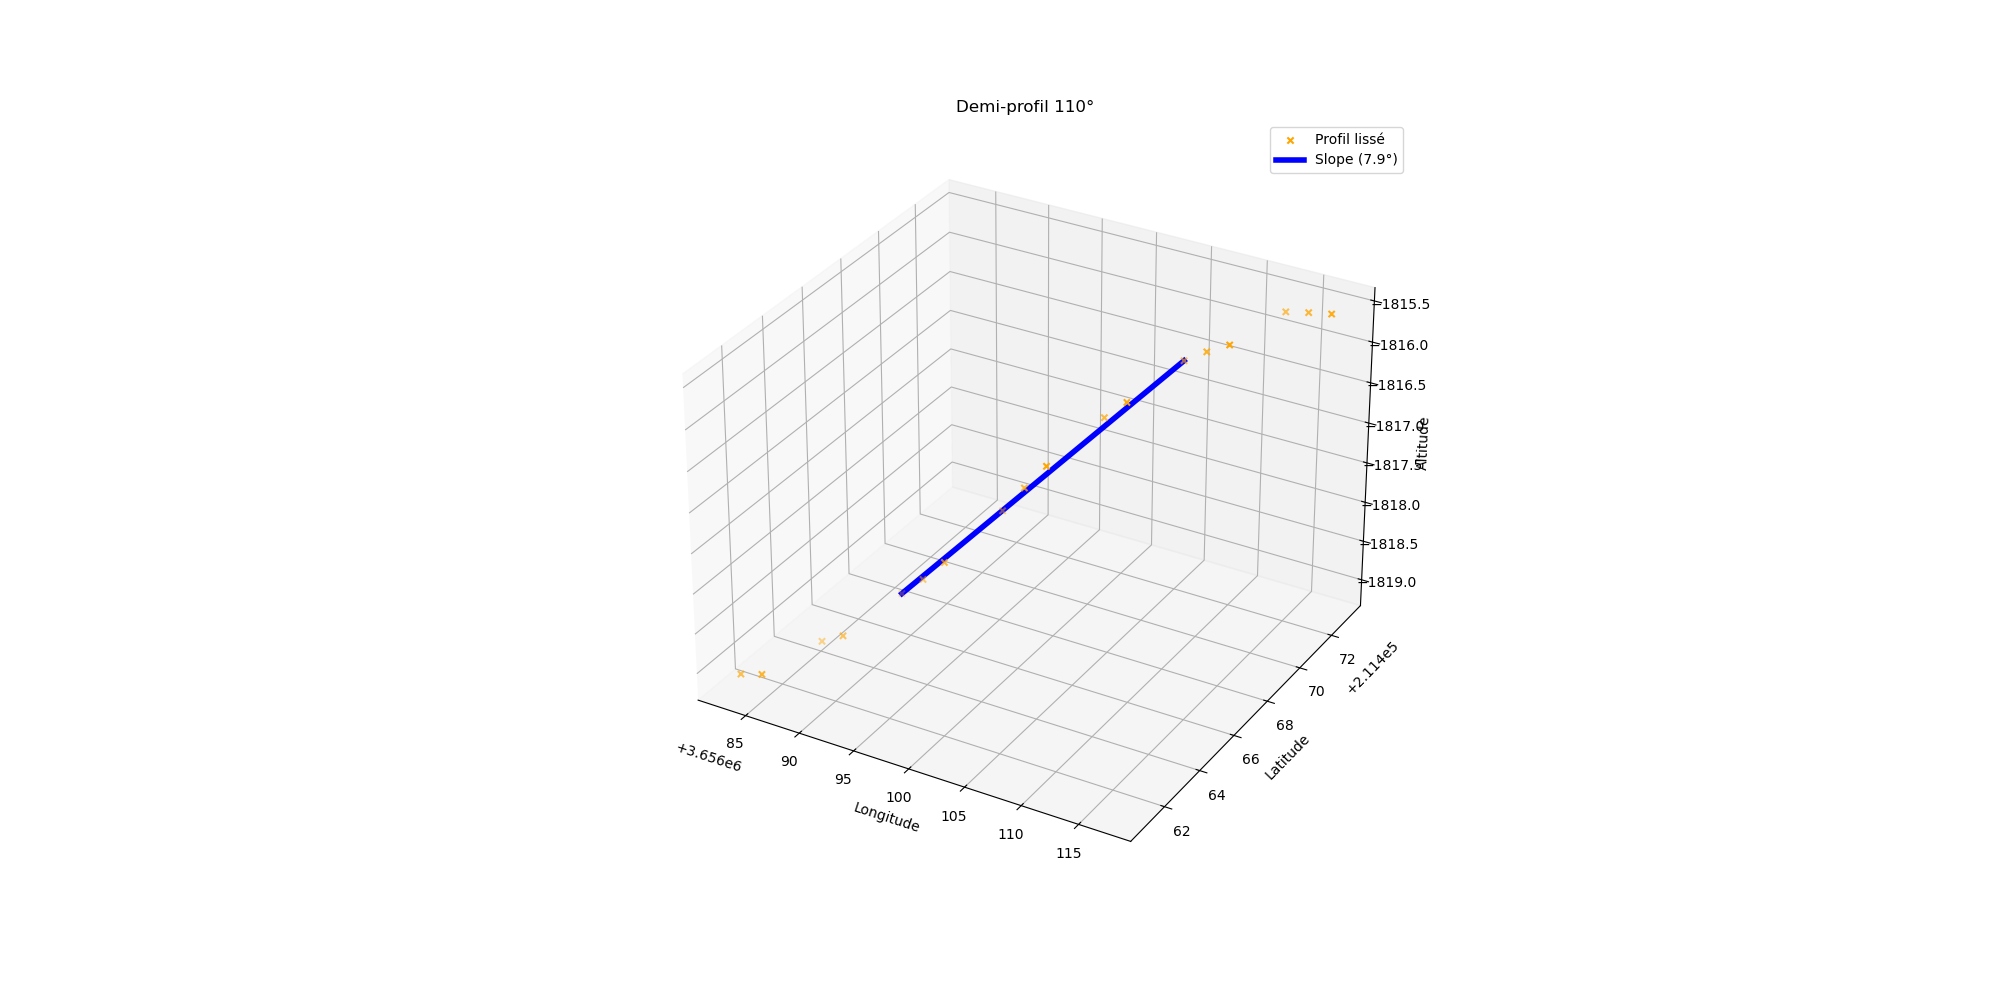 Demi-profil 110°
Profil lissé
Slope (7.9°)
−1815.5
−1816.0
−1816.5
−1817.0
−1817.5
−1818.0
−1818.5
−1819.0
Altitude
72
70
68
66
64
62
+2.114e5
Latitude
85
90
95
100
105
110
115
+3.656e6
Longitude